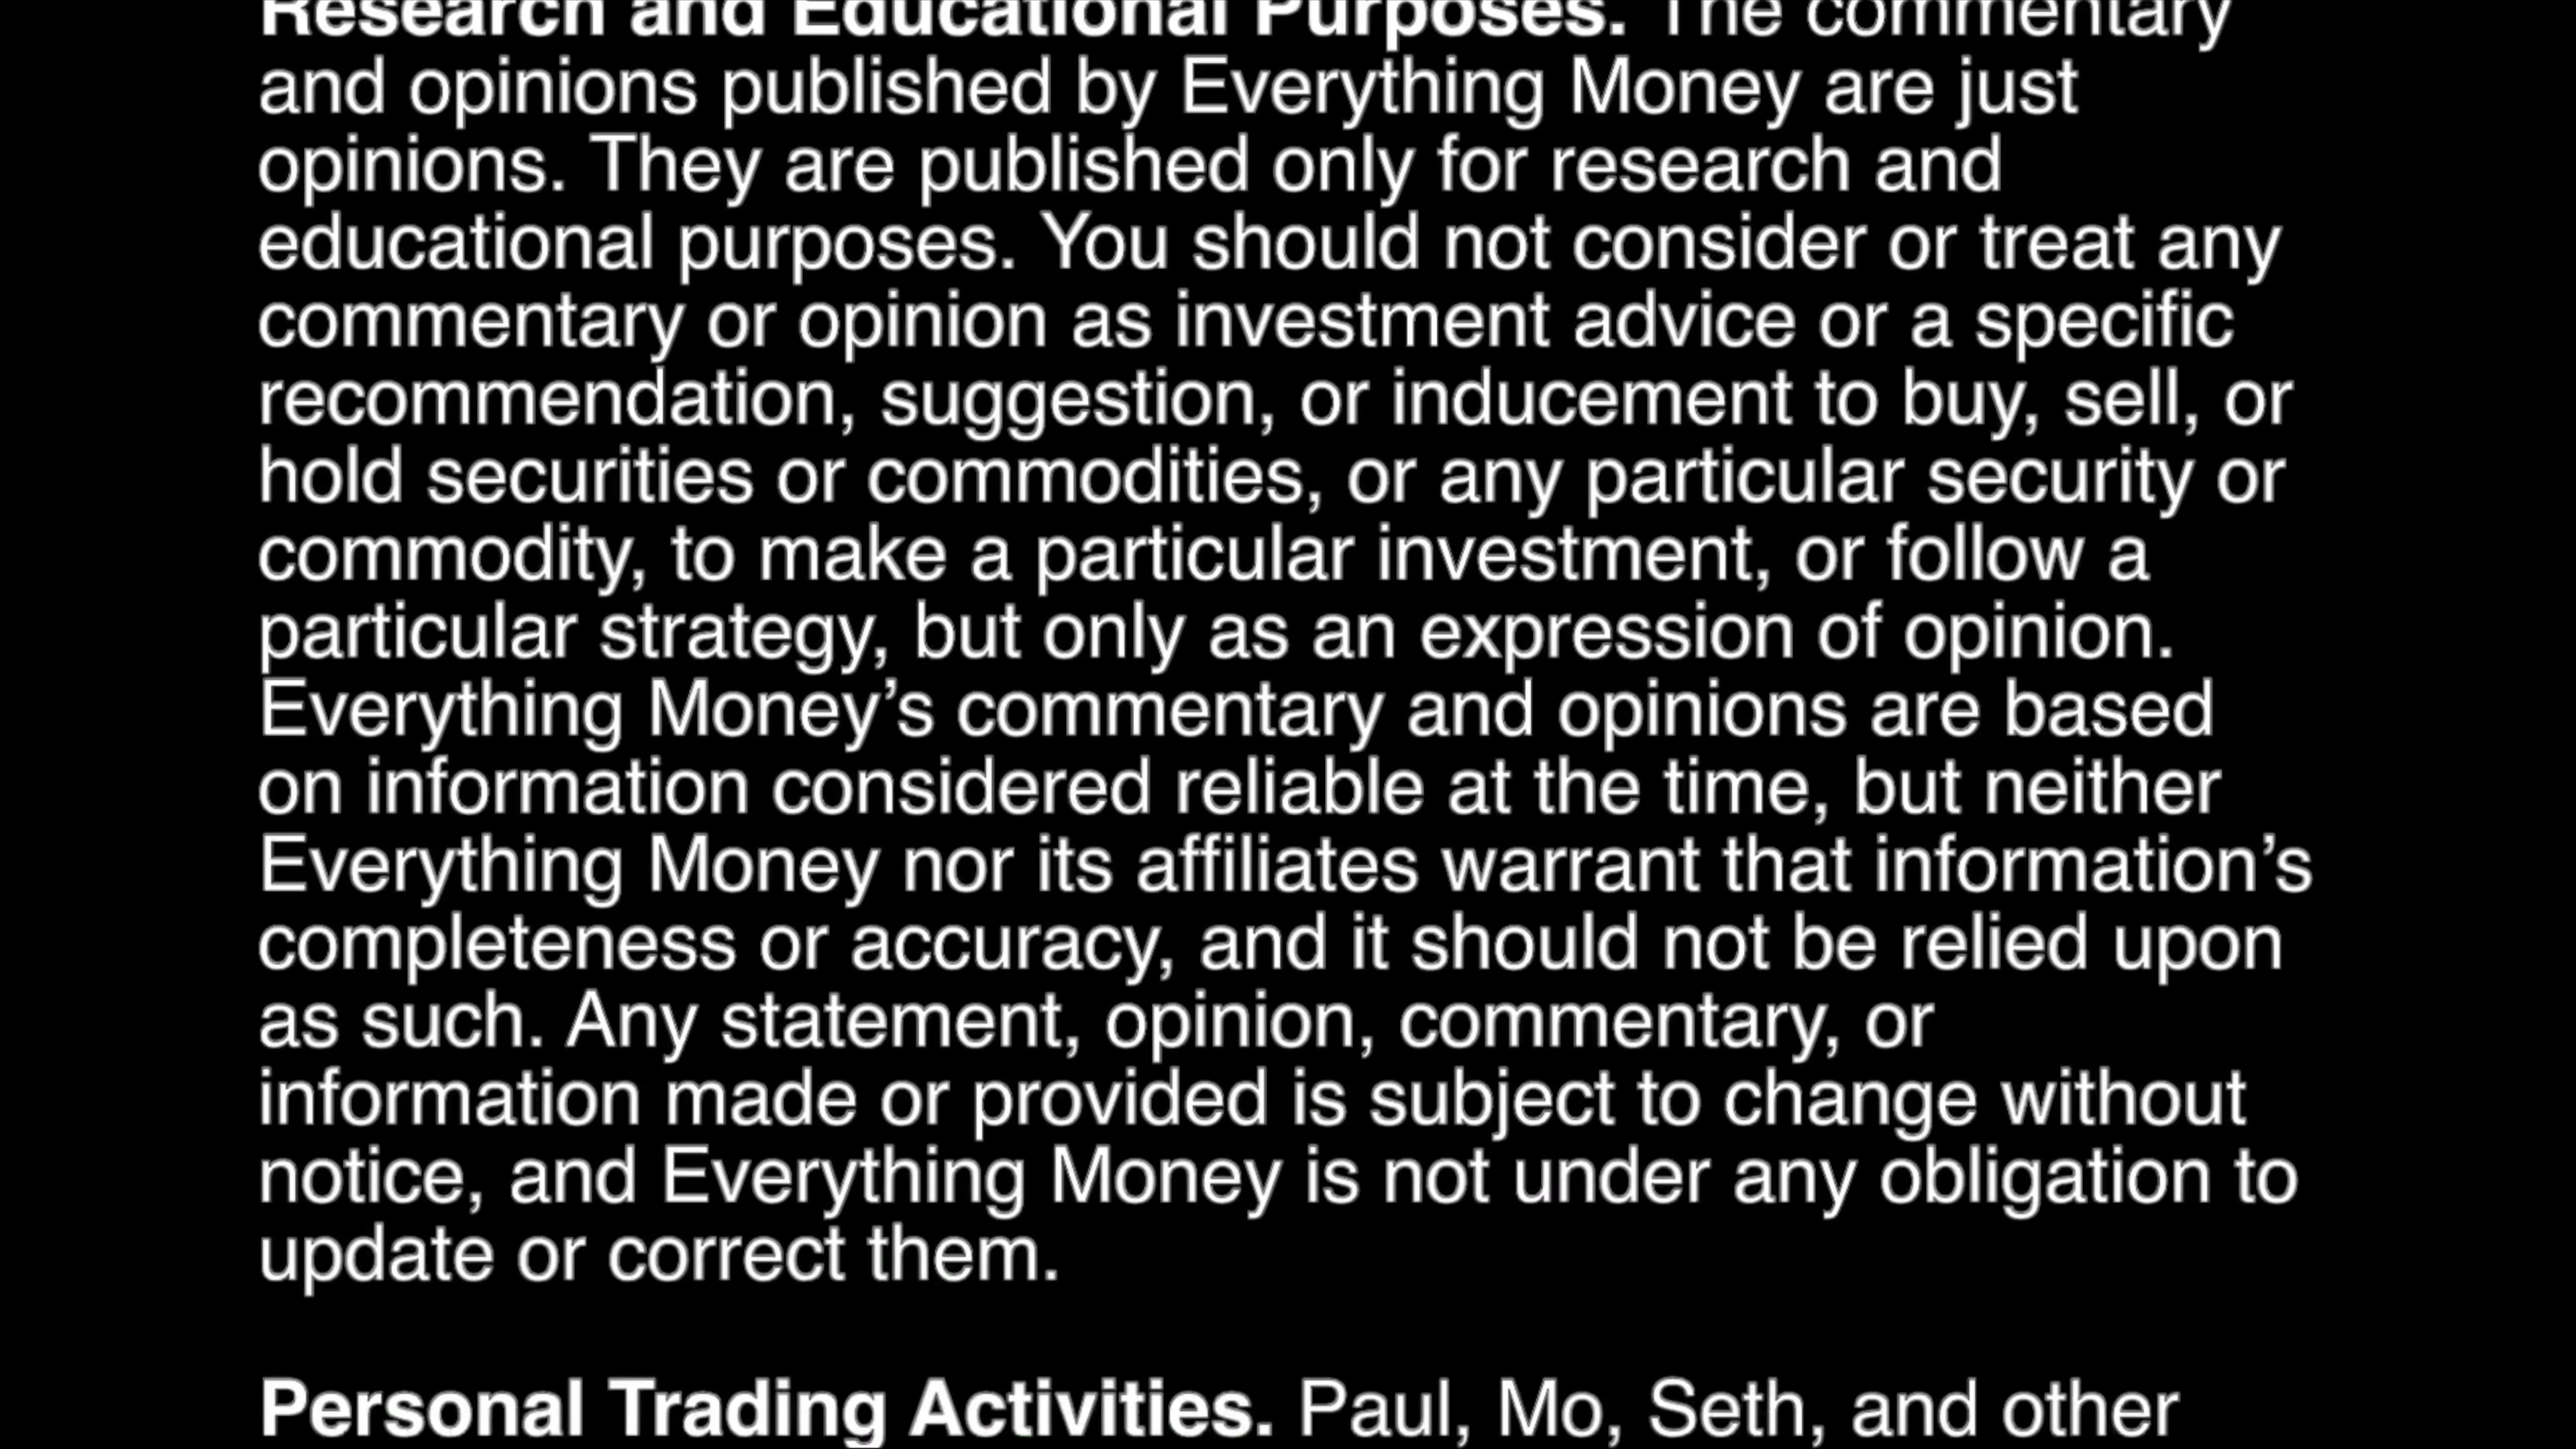 Research and Educational Purposes. The commentary
and opinions published by Everything Money are just
opinions. They are published only for research and
educational purposes. You should not consider or treat any
commentary or opinion as investment advice or a specific
recommendation, suggestion, or inducement to buy, sell, or
hold securities or commodities, or any particular security or
commodity, to make a particular investment, or follow a
particular strategy, but only as an expression of opinion.
Everything Money’s commentary and opinions are based
on information considered reliable at the time, but neither
Everything Money nor its affiliates warrant that information’s
completeness or accuracy, and it should not be relied upon
as such. Any statement, opinion, commentary, or
information made or provided is subject to change without
notice, and Everything Money is not under any obligation to
update or correct them.
Personal Trading Activities. Paul, Mo, Seth, and other